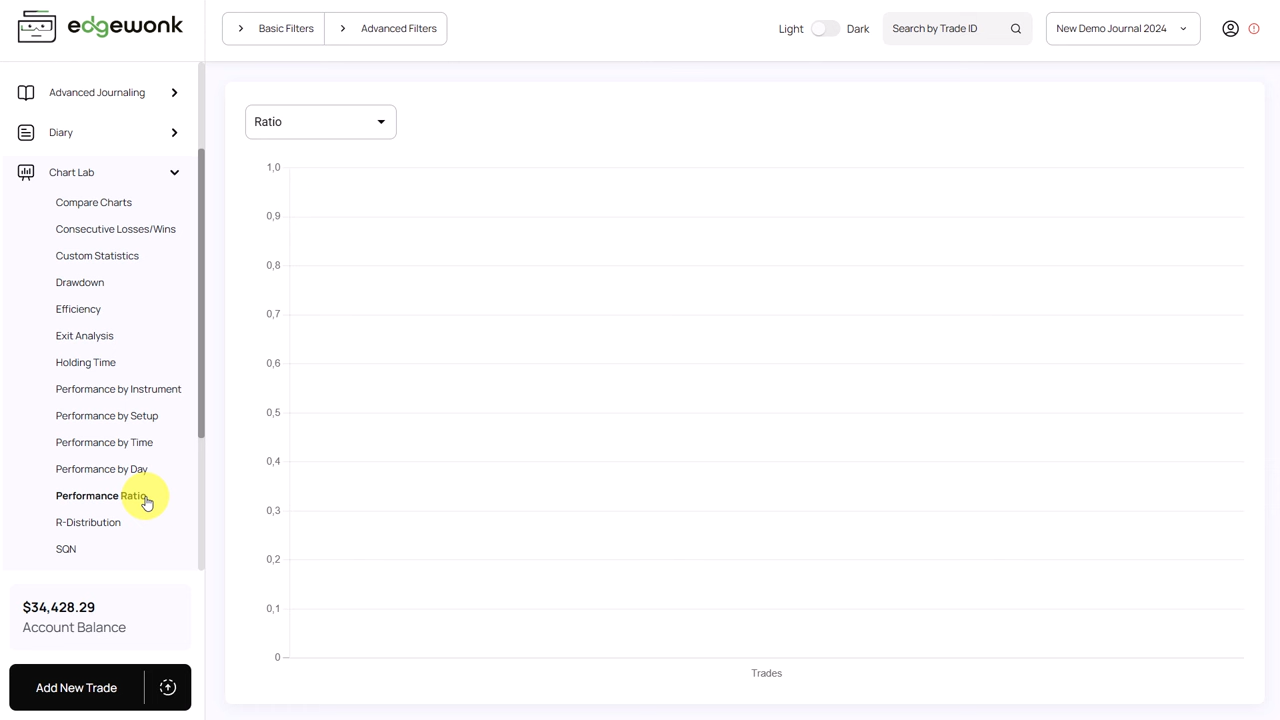 edgewonk
Basic Filters
Advanced Filters
Light
Dark
Search by Trade ID
New Demo Journal 2024
Advanced Journaling
Diary
Chart Lab
Compare Charts
Consecutive Losses/Wins
Custom Statistics
Drawdown
Efficiency
Exit Analysis
Holding Time
Performance by Instrument
Performance by Setup
Performance by Time
Performance by Day
Performance Ratio
R-Distribution
SQN
$34,428.29
Account Balance
Add New Trade
Ratio
1,0
0,9
0,8
0,7
0,6
0,5
0,4
0,3
0,2
0,1
0
Trades